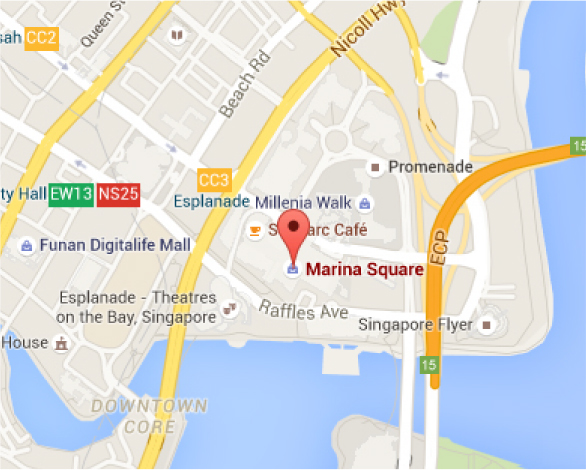 Queen St
sah CC2
Nicoll Hwy
Beach Rd
15
Promenade
CC3
ty Hall EW13 NS25
Esplanade
Millenia Walk
arc Café
Funan Digitalife Mall
ECP
Marina Square
Esplanade - Theatres
on the Bay, Singapore
Raffles Ave
Singapore Flyer
House
15
DOWNTOWN
CORE